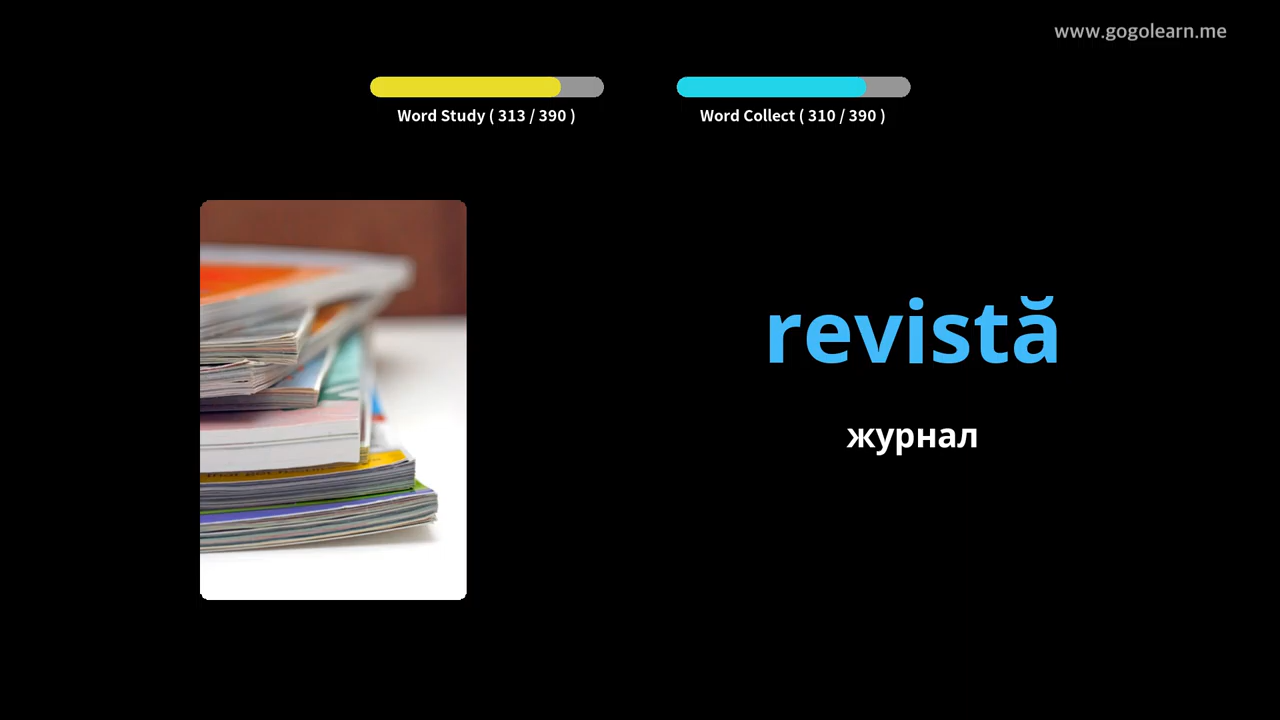 www.gogolearn.me
Word Study ( 313 / 390 )
Word Collect ( 310 / 390 )
revistă
журнал